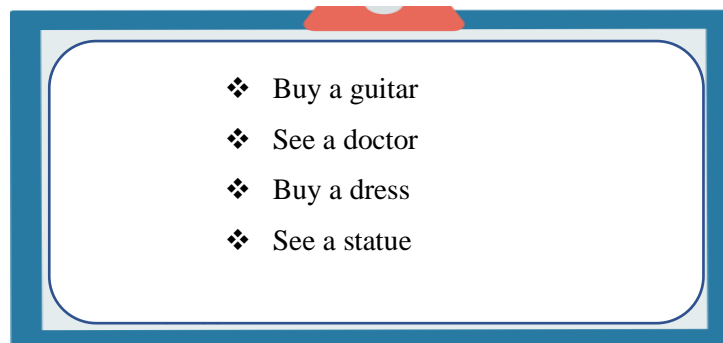 ❖ Buy a guitar
❖ See a doctor
❖ Buy a dress
❖ See a statue